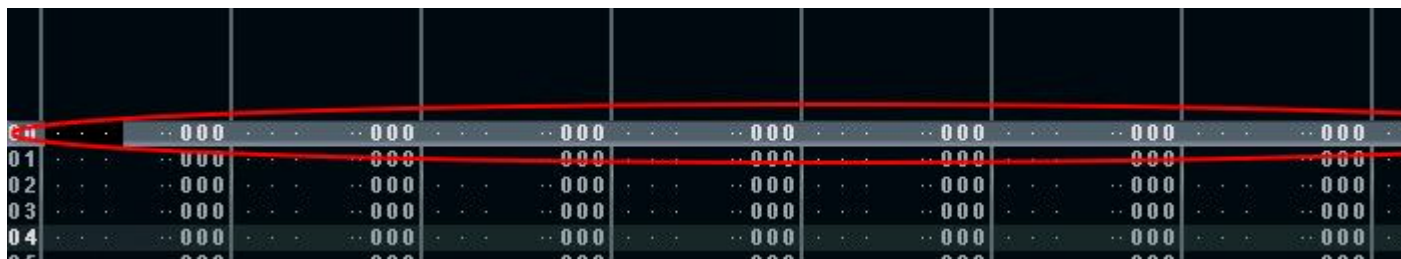 00 · · · ·· 000 · · · ·· 000 · · · ·· 000 · · · ·· 000 · · · ·· 000 · · · ·· 000 · · · ·· 000 ·
01 · · · ·· 000 · · · ·· 000 · · · ·· 000 · · · ·· 000 · · · ·· 000 · · · ·· 000 · · · ·· 000 ·
02 · · · ·· 000 · · · ·· 000 · · · ·· 000 · · · ·· 000 · · · ·· 000 · · · ·· 000 · · · ·· 000 ·
03 · · · ·· 000 · · · ·· 000 · · · ·· 000 · · · ·· 000 · · · ·· 000 · · · ·· 000 · · · ·· 000 ·
04 · · · ·· 000 · · · ·· 000 · · · ·· 000 · · · ·· 000 · · · ·· 000 · · · ·· 000 · · · ·· 000 ·